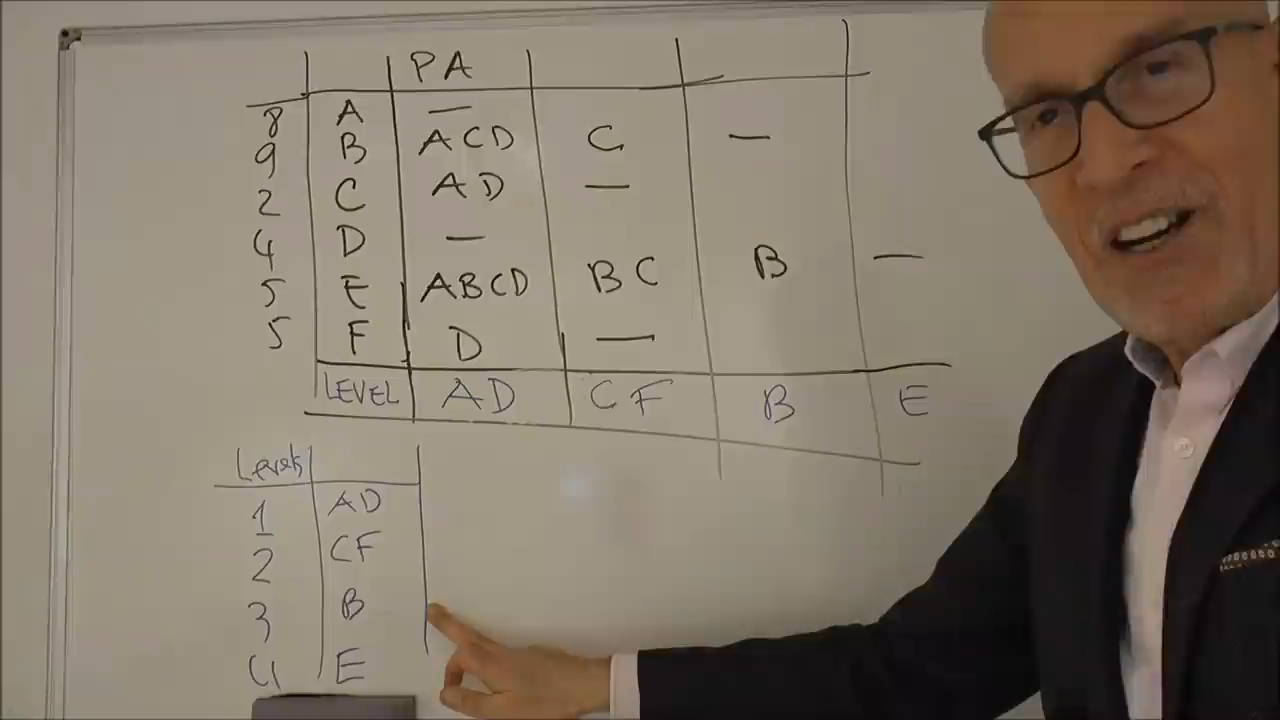 PA
8 A —
9 B ACD C —
2 C AD —
4 D —
5 E ABCD BC B —
5 F D —
LEVEL AD CF B E
Levels
1 AD
2 CF
3 B
4 E